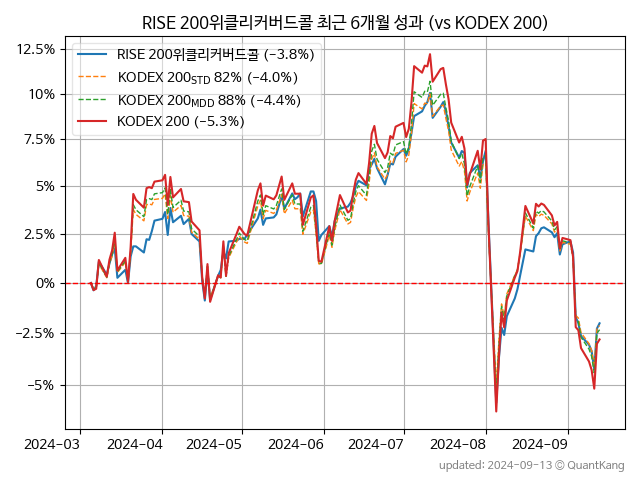 RISE 200위클리커버드콜 최근 6개월 성과 (vs KODEX 200)
12.5%
10%
7.5%
5%
2.5%
0%
−2.5%
−5%
RISE 200위클리커버드콜 (−3.8%)
KODEX 200STD 82% (−4.0%)
KODEX 200MDD 88% (−4.4%)
KODEX 200 (−5.3%)
2024-03 2024-04 2024-05 2024-06 2024-07 2024-08 2024-09
updated: 2024-09-13 © QuantKang